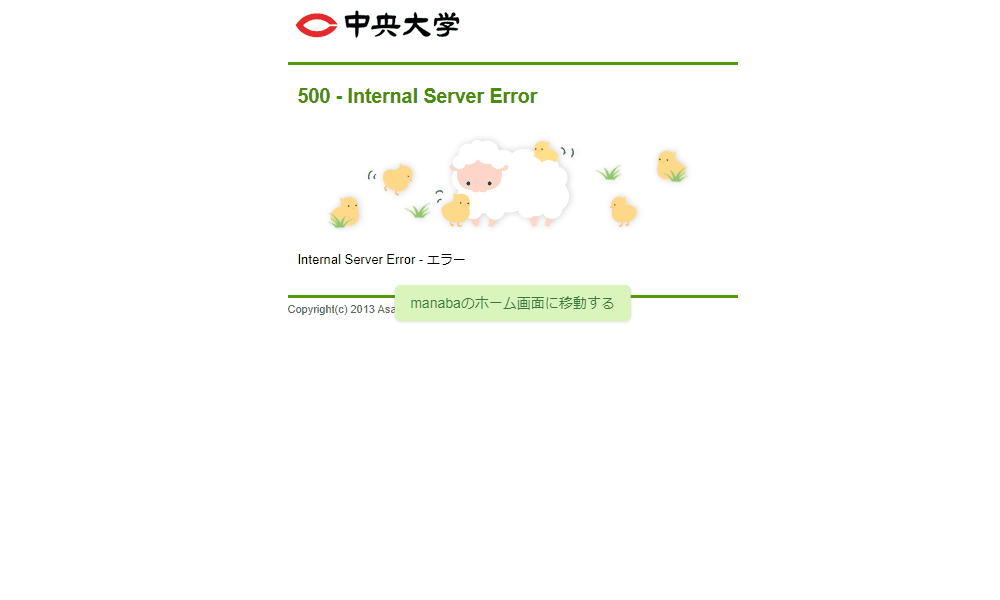 中央大学
500 - Internal Server Error
Internal Server Error - エラー
manabaのホーム画面に移動する
Copyright(c) 2013 Asa